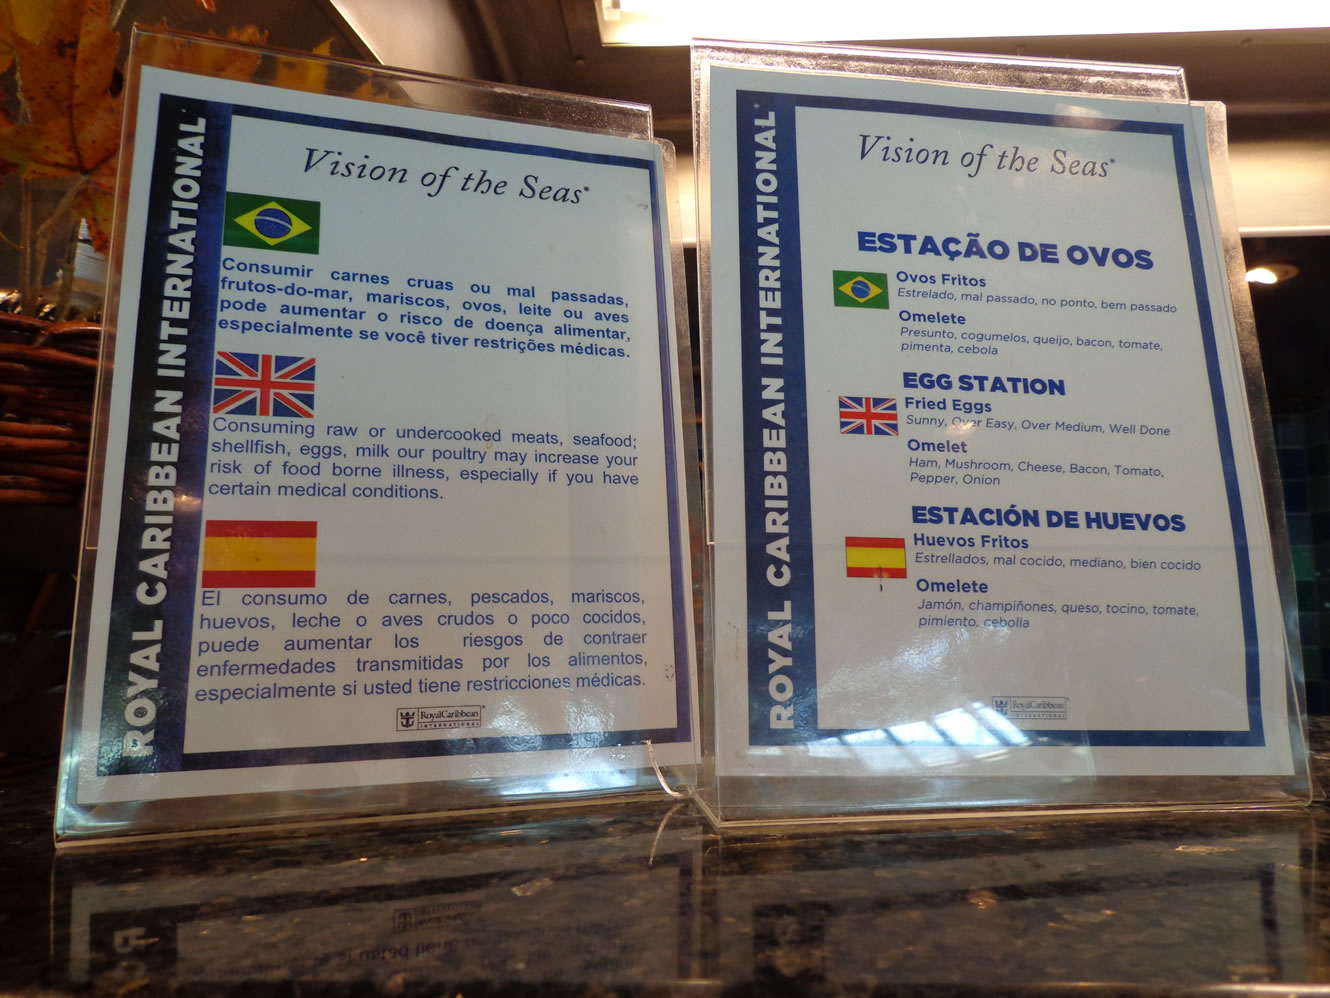 ROYAL CARIBBEAN INTERNATIONAL®
Vision of the Seas®
Consumir carnes cruas ou mal passadas,
frutos-do-mar, mariscos, ovos, leite ou aves
pode aumentar o risco de doença alimentar,
especialmente se você tiver restrições médicas.
Consuming raw or undercooked meats, seafood;
shellfish, eggs, milk our poultry may increase your
risk of food borne illness, especially if you have
certain medical conditions.
El consumo de carnes, pescados, mariscos,
huevos, leche o aves crudos o poco cocidos,
puede aumentar los riesgos de contraer
enfermedades transmitidas por los alimentos,
especialmente si usted tiene restricciones médicas.
RoyalCaribbean®
INTERNATIONAL
ROYAL CARIBBEAN INTERNATIONAL®
Vision of the Seas®
ESTAÇÃO DE OVOS
Ovos Fritos
Estrelado, mal passado, no ponto, bem passado
Omelete
Presunto, cogumelos, queijo, bacon, tomate,
pimenta, cebola
EGG STATION
Fried Eggs
Sunny, Over Easy, Over Medium, Well Done
Omelet
Ham, Mushroom, Cheese, Bacon, Tomato,
Pepper, Onion
ESTACIÓN DE HUEVOS
Huevos Fritos
Estrellados, mal cocido, mediano, bien cocido
Omelete
Jamón, champiñones, queso, tocino, tomate,
pimiento, cebolla
RoyalCaribbean®
INTERNATIONAL